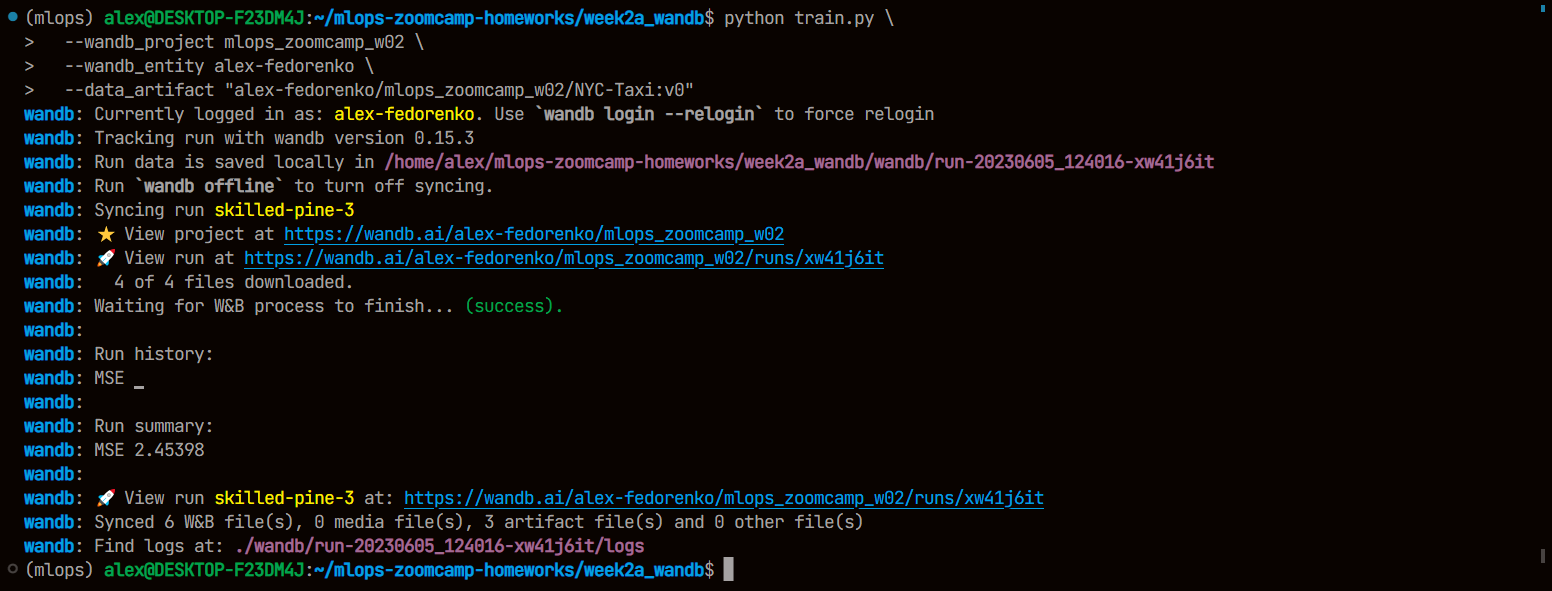 (mlops) alex@DESKTOP-F23DM4J:~/mlops-zoomcamp-homeworks/week2a_wandb$ python train.py \
>   --wandb_project mlops_zoomcamp_w02 \
>   --wandb_entity alex-fedorenko \
>   --data_artifact "alex-fedorenko/mlops_zoomcamp_w02/NYC-Taxi:v0"
wandb: Currently logged in as: alex-fedorenko. Use `wandb login --relogin` to force relogin
wandb: Tracking run with wandb version 0.15.3
wandb: Run data is saved locally in /home/alex/mlops-zoomcamp-homeworks/week2a_wandb/wandb/run-20230605_124016-xw41j6it
wandb: Run `wandb offline` to turn off syncing.
wandb: Syncing run skilled-pine-3
wandb: ⭐ View project at https://wandb.ai/alex-fedorenko/mlops_zoomcamp_w02
wandb: 🚀 View run at https://wandb.ai/alex-fedorenko/mlops_zoomcamp_w02/runs/xw41j6it
wandb:   4 of 4 files downloaded.
wandb: Waiting for W&B process to finish... (success).
wandb:
wandb: Run history:
wandb: MSE ▁
wandb:
wandb: Run summary:
wandb: MSE 2.45398
wandb:
wandb: 🚀 View run skilled-pine-3 at: https://wandb.ai/alex-fedorenko/mlops_zoomcamp_w02/runs/xw41j6it
wandb: Synced 6 W&B file(s), 0 media file(s), 3 artifact file(s) and 0 other file(s)
wandb: Find logs at: ./wandb/run-20230605_124016-xw41j6it/logs
(mlops) alex@DESKTOP-F23DM4J:~/mlops-zoomcamp-homeworks/week2a_wandb$